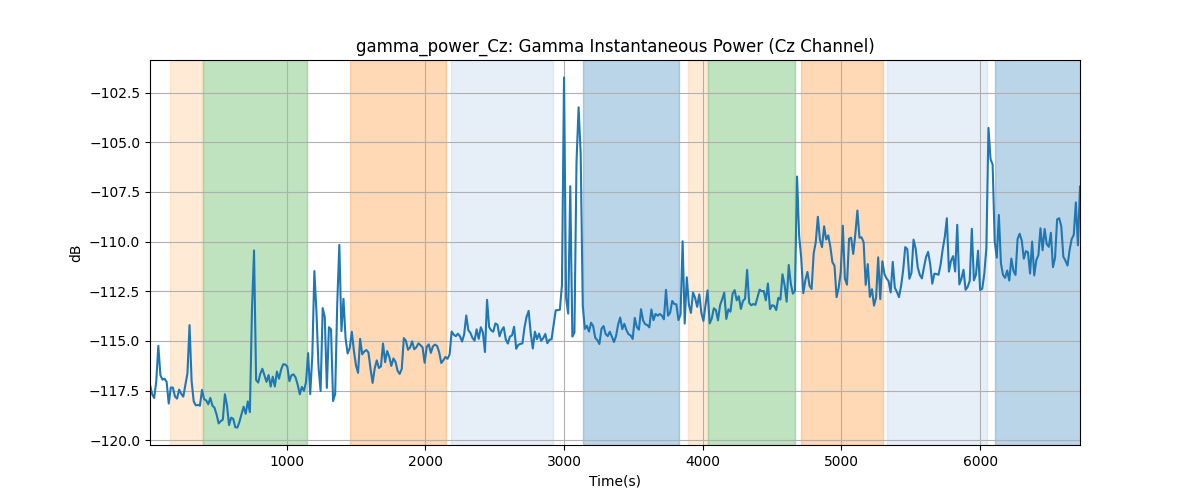 gamma_power_Cz: Gamma Instantaneous Power (Cz Channel)
dB
−102.5
−105.0
−107.5
−110.0
−112.5
−115.0
−117.5
−120.0
1000 2000 3000 4000 5000 6000
Time(s)